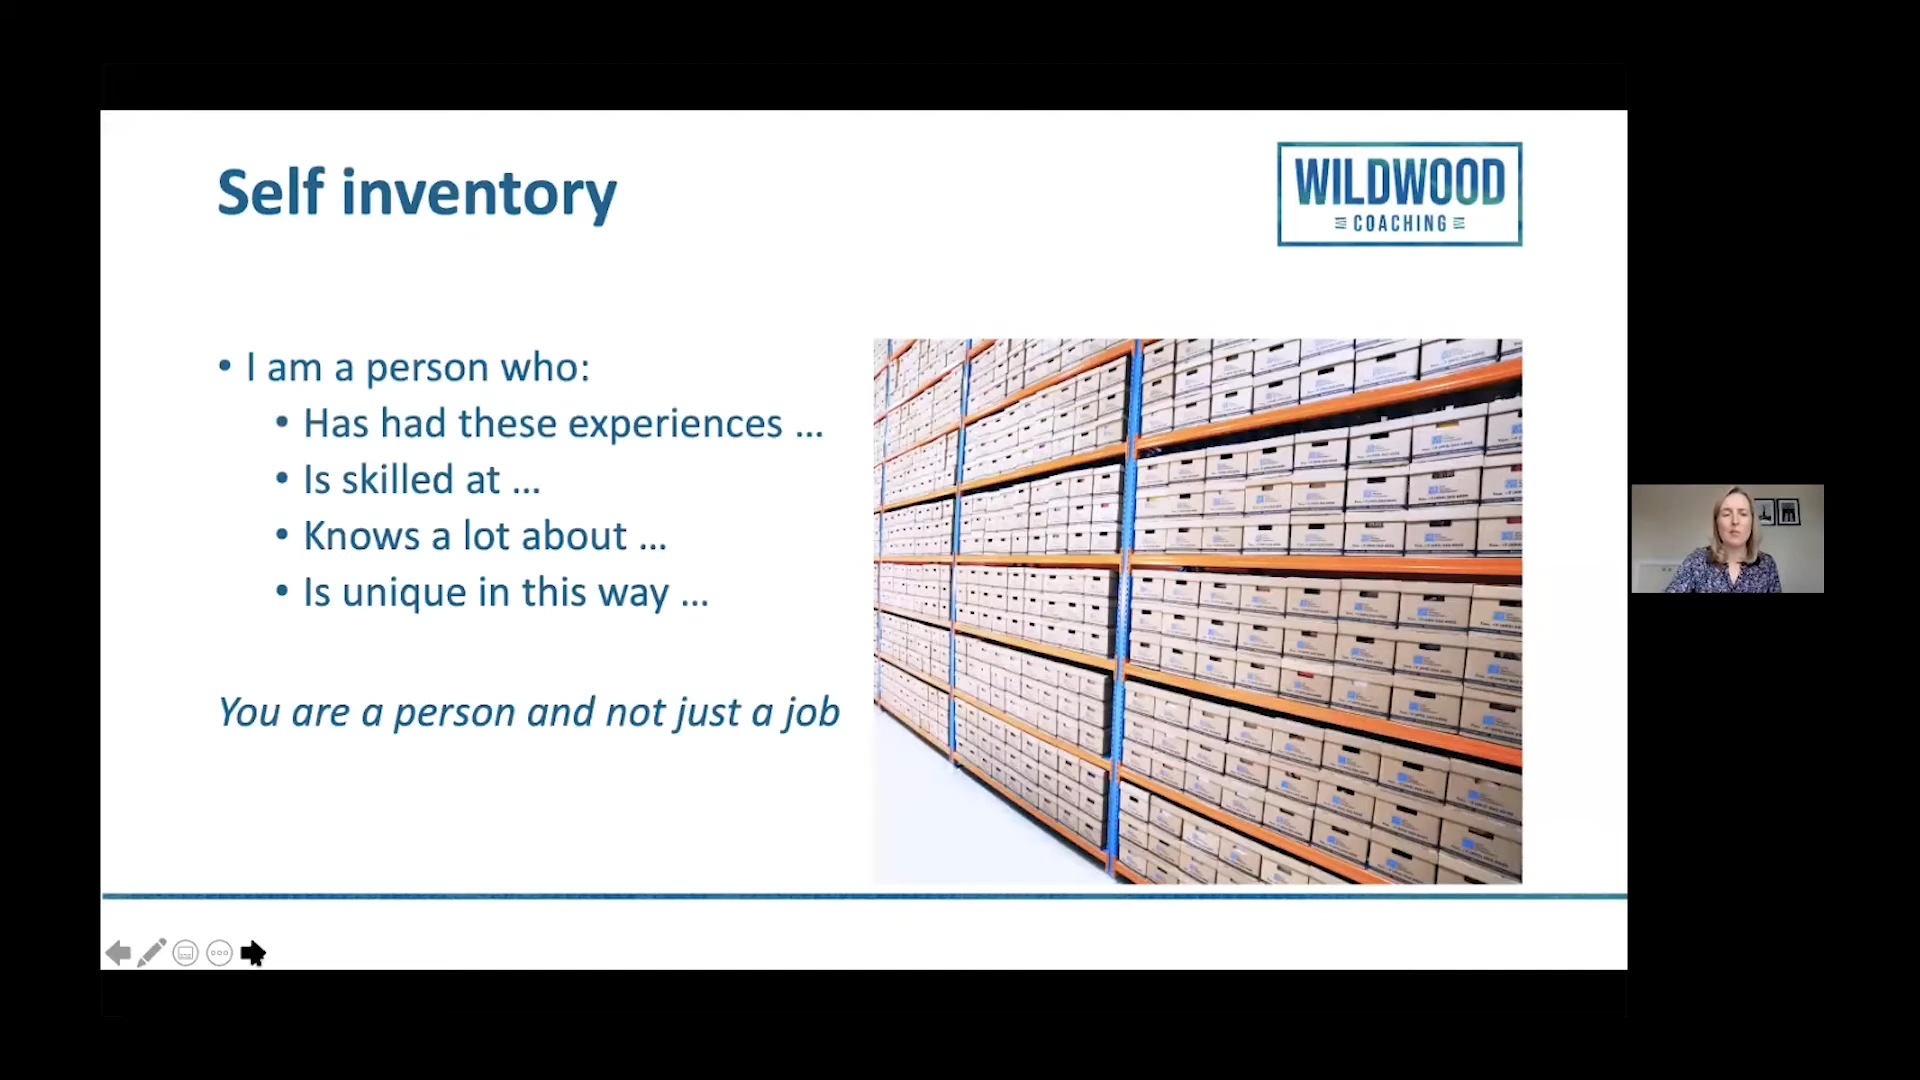 Self inventory
WILDWOOD
COACHING
• I am a person who:
• Has had these experiences ...
• Is skilled at ...
• Knows a lot about ...
• Is unique in this way ...
You are a person and not just a job